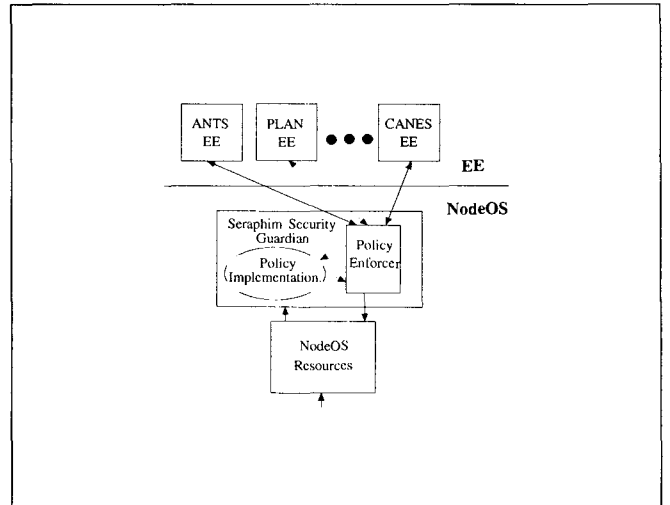 ANTS
EE
PLAN
EE
CANES
EE
EE
NodeOS
Seraphim Security
Guardian
Policy
Implementation.
Policy
Enforcer
NodeOS
Resources